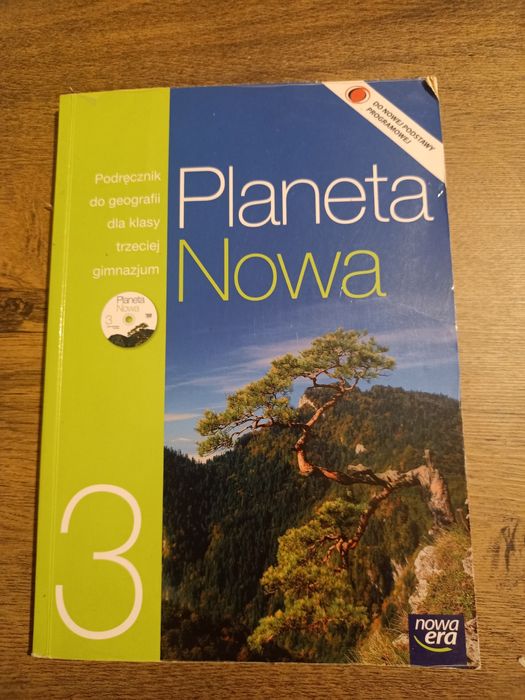 DO NOWEJ PODSTAWY
PROGRAMOWEJ
Podręcznik
do geografii
dla klasy
trzeciej
gimnazjum
Planeta
Nowa
Planeta
Nowa
3
3
nowa
era